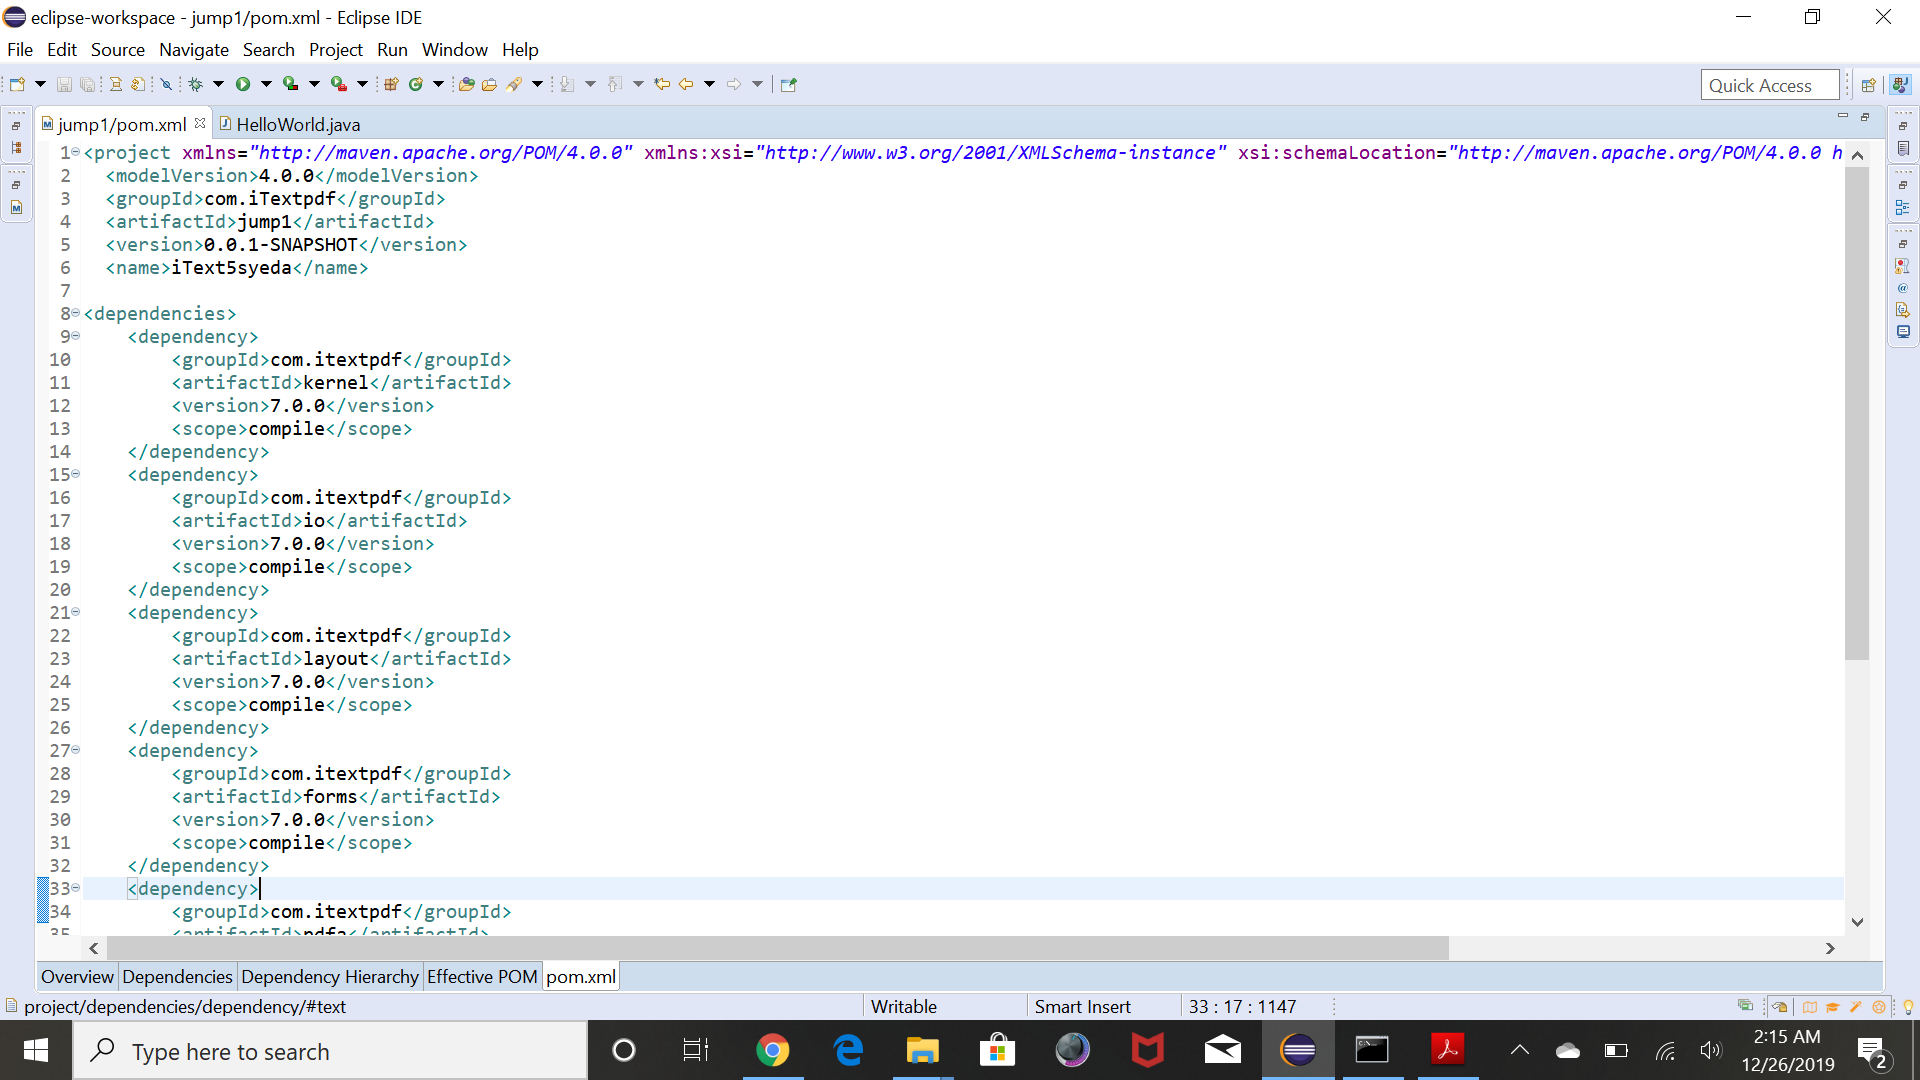 eclipse-workspace - jump1/pom.xml - Eclipse IDE
File Edit Source Navigate Search Project Run Window Help
Quick Access
jump1/pom.xml HelloWorld.java
1 <project xmlns="http://maven.apache.org/POM/4.0.0" xmlns:xsi="http://www.w3.org/2001/XMLSchema-instance" xsi:schemaLocation="http://maven.apache.org/POM/4.0.0 h
2 <modelVersion>4.0.0</modelVersion>
3 <groupId>com.iTextpdf</groupId>
4 <artifactId>jump1</artifactId>
5 <version>0.0.1-SNAPSHOT</version>
6 <name>iText5syeda</name>
7
8 <dependencies>
9 <dependency>
10 <groupId>com.itextpdf</groupId>
11 <artifactId>kernel</artifactId>
12 <version>7.0.0</version>
13 <scope>compile</scope>
14 </dependency>
15 <dependency>
16 <groupId>com.itextpdf</groupId>
17 <artifactId>io</artifactId>
18 <version>7.0.0</version>
19 <scope>compile</scope>
20 </dependency>
21 <dependency>
22 <groupId>com.itextpdf</groupId>
23 <artifactId>layout</artifactId>
24 <version>7.0.0</version>
25 <scope>compile</scope>
26 </dependency>
27 <dependency>
28 <groupId>com.itextpdf</groupId>
29 <artifactId>forms</artifactId>
30 <version>7.0.0</version>
31 <scope>compile</scope>
32 </dependency>
33 <dependency>
34 <groupId>com.itextpdf</groupId>
35 <artifactId>pdfa</artifactId>
Overview Dependencies Dependency Hierarchy Effective POM pom.xml
project/dependencies/dependency/#text Writable Smart Insert 33 : 17 : 1147
Type here to search
2:15 AM
12/26/2019
2